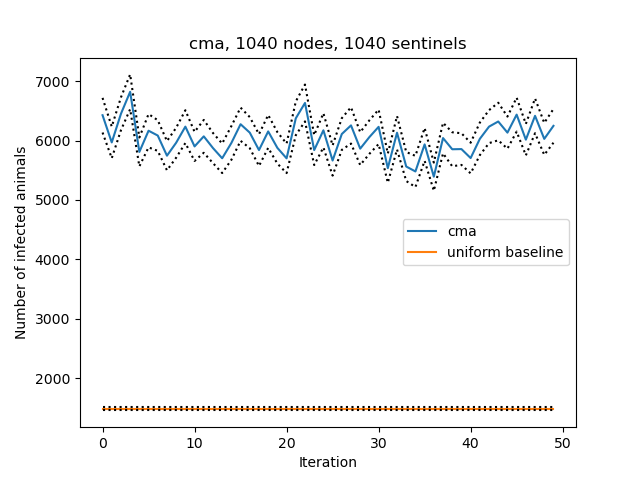 cma, 1040 nodes, 1040 sentinels
Number of infected animals
7000
6000
5000
4000
3000
2000
cma
uniform baseline
0
10
20
30
40
50
Iteration